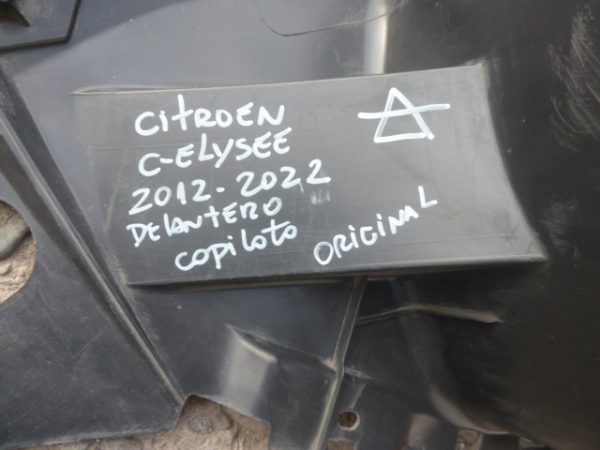 CITROEN
C-ELYSEE
2012-2022
DELANTERO
COPILOTO
ORIGINAL